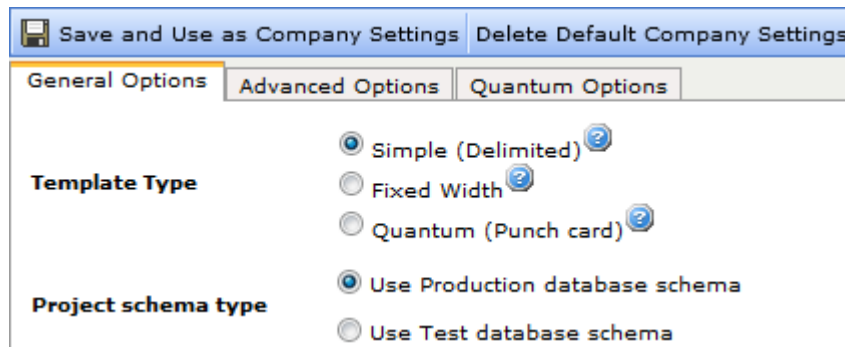 Save and Use as Company Settings Delete Default Company Settings
General Options Advanced Options Quantum Options
Simple (Delimited) ?
Template Type
Fixed Width ?
Quantum (Punch card) ?
Use Production database schema
Project schema type
Use Test database schema